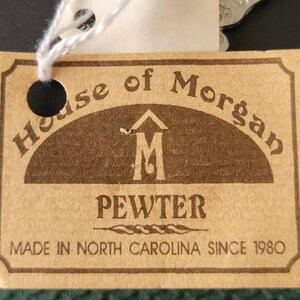 House of Morgan
M
PEWTER
MADE IN NORTH CAROLINA SINCE 1980